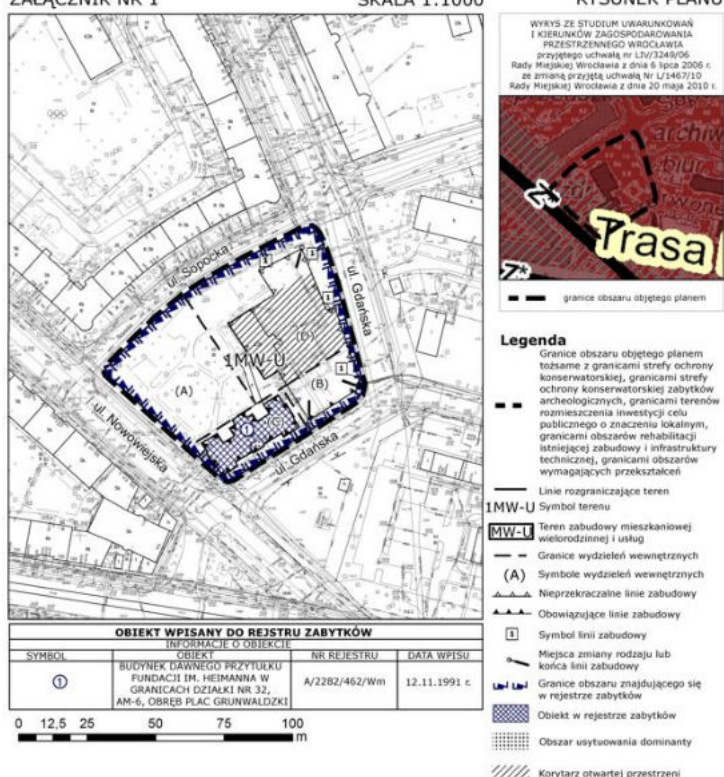 ZAŁĄCZNIK NR 1
SKALA 1:1000
RYSUNEK PLANU
ul. Sopocka
ul. Gdańska
1MW-U
(A)
(B)
(C)
(D)
ul. Nowowiejska
ul. Gdańska
WYRYS ZE STUDIUM UWARUNKOWAŃ
I KIERUNKÓW ZAGOSPODAROWANIA
PRZESTRZENNEGO WROCŁAWIA
przyjętego uchwałą nr LIV/3249/06
Rady Miejskiej Wrocławia z dnia 6 lipca 2006 r.
ze zmianą przyjętą uchwałą Nr L/1467/10
Rady Miejskiej Wrocławia z dnia 20 maja 2010 r.
archiw
biur
Trasa
granice obszaru objętego planem
Legenda
Granice obszaru objętego planem
tożsame z granicami strefy ochrony
konserwatorskiej, granicami strefy
ochrony konserwatorskiej zabytków
archeologicznych, granicami terenów
rozmieszczenia inwestycji celu
publicznego o znaczeniu lokalnym,
granicami obszarów rehabilitacji
istniejącej zabudowy i infrastruktury
technicznej, granicami obszarów
wymagających przekształceń
Linie rozgraniczające teren
1MW-U Symbol terenu
MW-U Teren zabudowy mieszkaniowej
wielorodzinnej i usług
Granice wydzieleń wewnętrznych
(A) Symbole wydzieleń wewnętrznych
Nieprzekraczalne linie zabudowy
Obowiązujące linie zabudowy
1 Symbol linii zabudowy
Miejsca zmiany rodzaju lub
końca linii zabudowy
Granice obszaru znajdującego się
w rejestrze zabytków
Obiekt w rejestrze zabytków
Obszar usytuowania dominanty
Korytarz otwartej przestrzeni
OBIEKT WPISANY DO REJSTRU ZABYTKÓW
INFORMACJE O OBIEKCIE
SYMBOL OBIEKT NR REJESTRU DATA WPISU
1 BUDYNEK DAWNEGO PRZYTUŁKU
FUNDACJI IM. HEIMANNA W
GRANICACH DZIAŁKI NR 32,
AM-6, OBRĘB PLAC GRUNWALDZKI
A/2282/462/Wm 12.11.1991 r.
0 12,5 25 50 75 100
m